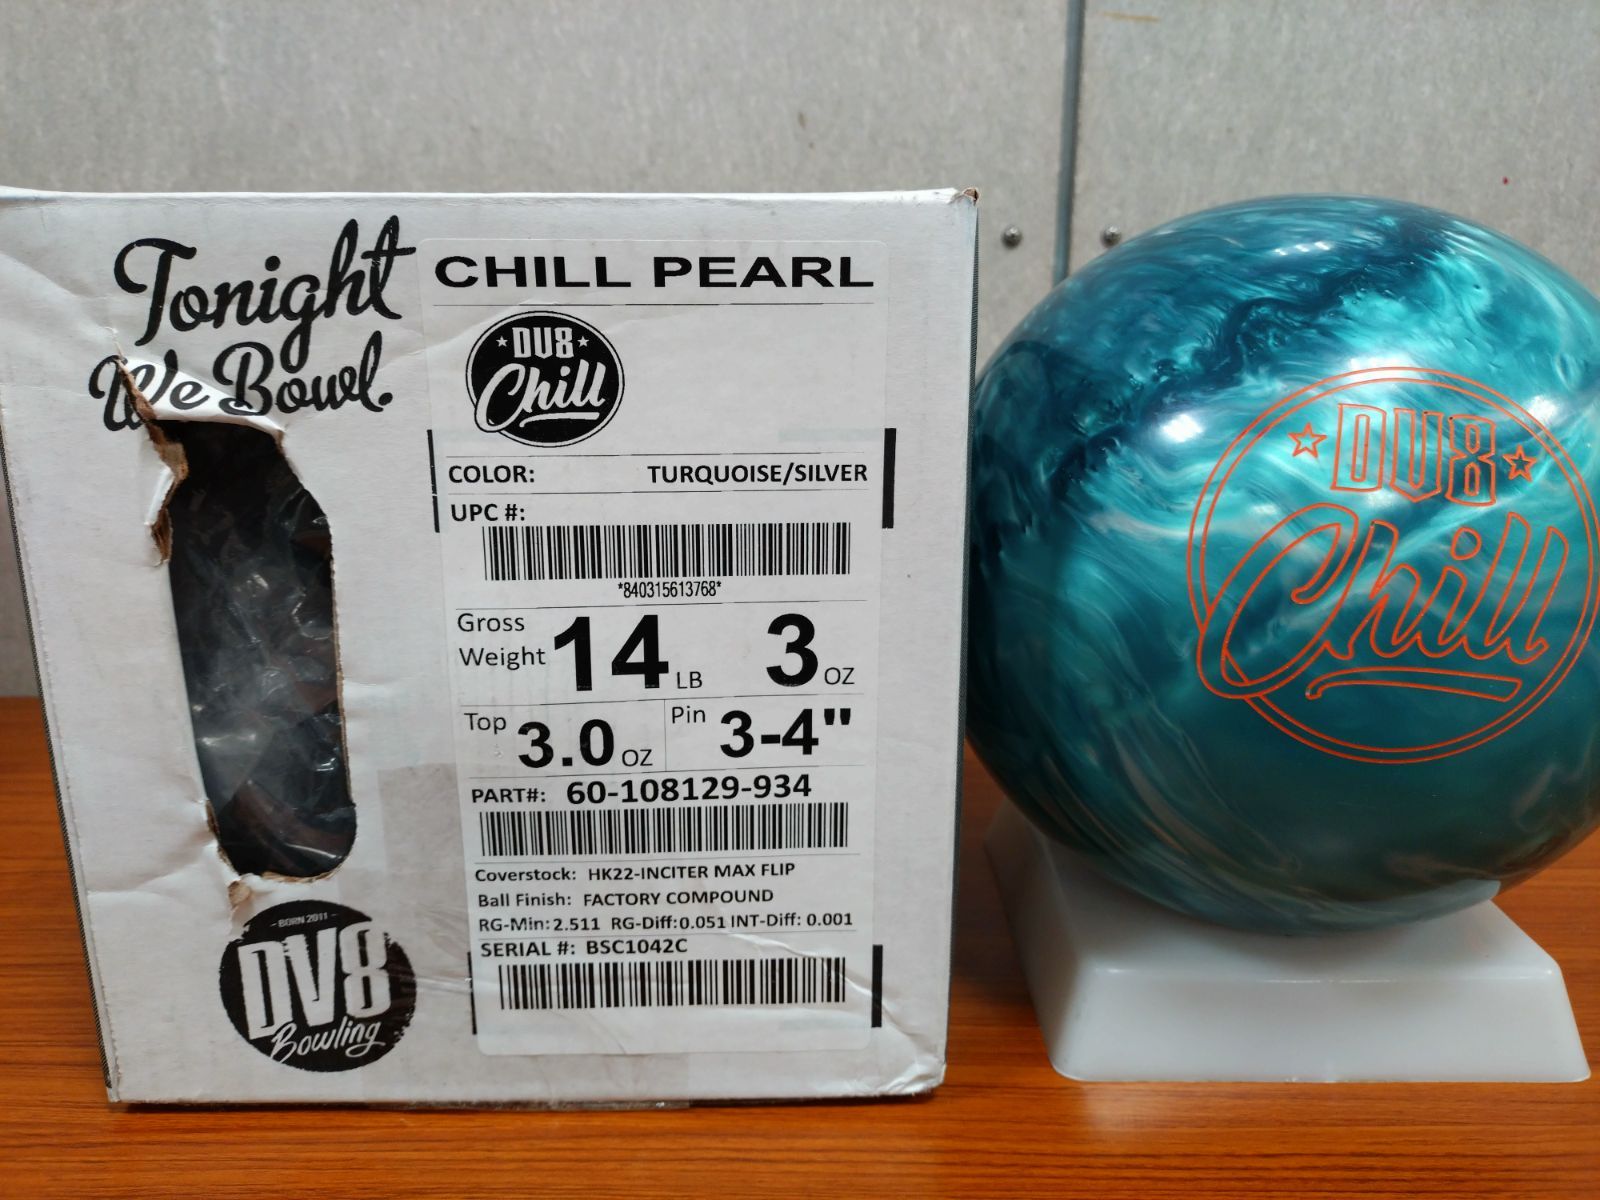 Tonight
We Bowl.
CHILL PEARL
DV8
Chill
COLOR: TURQUOISE/SILVER
UPC #:
*840315613768*
Gross
Weight 14 LB 3 OZ
Top 3.0 OZ Pin 3-4"
PART#: 60-108129-934
Coverstock: HK22-INCITER MAX FLIP
Ball Finish: FACTORY COMPOUND
RG-Min: 2.511 RG-Diff: 0.051 INT-Diff: 0.001
SERIAL #: BSC1042C
- BORN 2011 -
DV8
Bowling
DV8
Chill